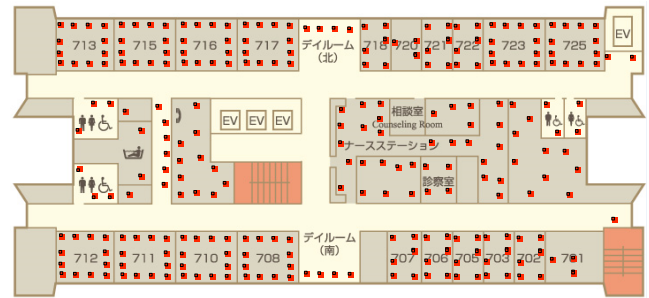 713 715 716 717 デイルーム 718 720 721 722 723 725 EV
(北)
相談室
Counseling Room
EV EV EV
ナースステーション
診察室
デイルーム
(南)
712 711 710 708 707 706 705 703 702 701